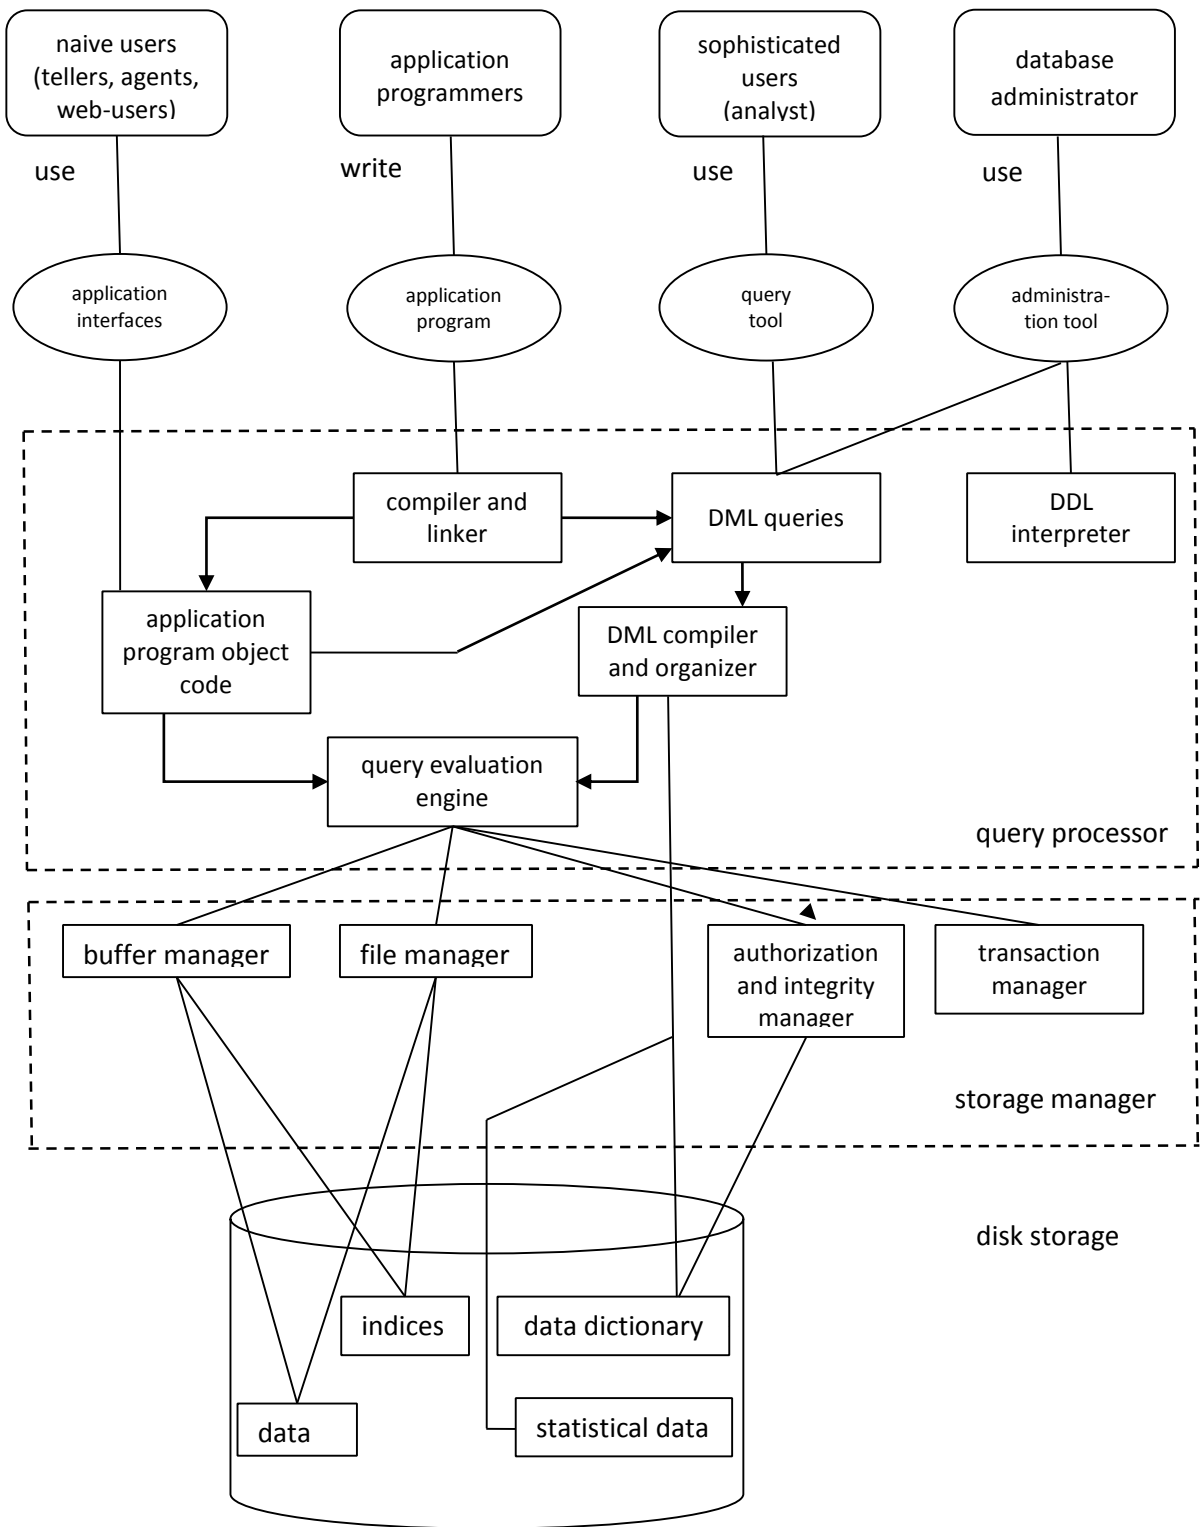 naive users
(tellers, agents,
web-users)
application
programmers
sophisticated
users
(analyst)
database
administrator
use
write
use
use
application
interfaces
application
program
query
tool
administra-
tion tool
compiler and
linker
DML queries
DDL
interpreter
application
program object
code
DML compiler
and organizer
query evaluation
engine
query processor
buffer manager
file manager
authorization
and integrity
manager
transaction
manager
storage manager
disk storage
indices
data dictionary
data
statistical data